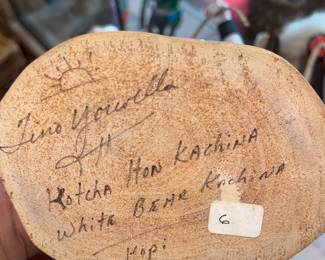 Tino Youvella
Kotcha Hon Kachina
White Bear Kachina
6
Hopi